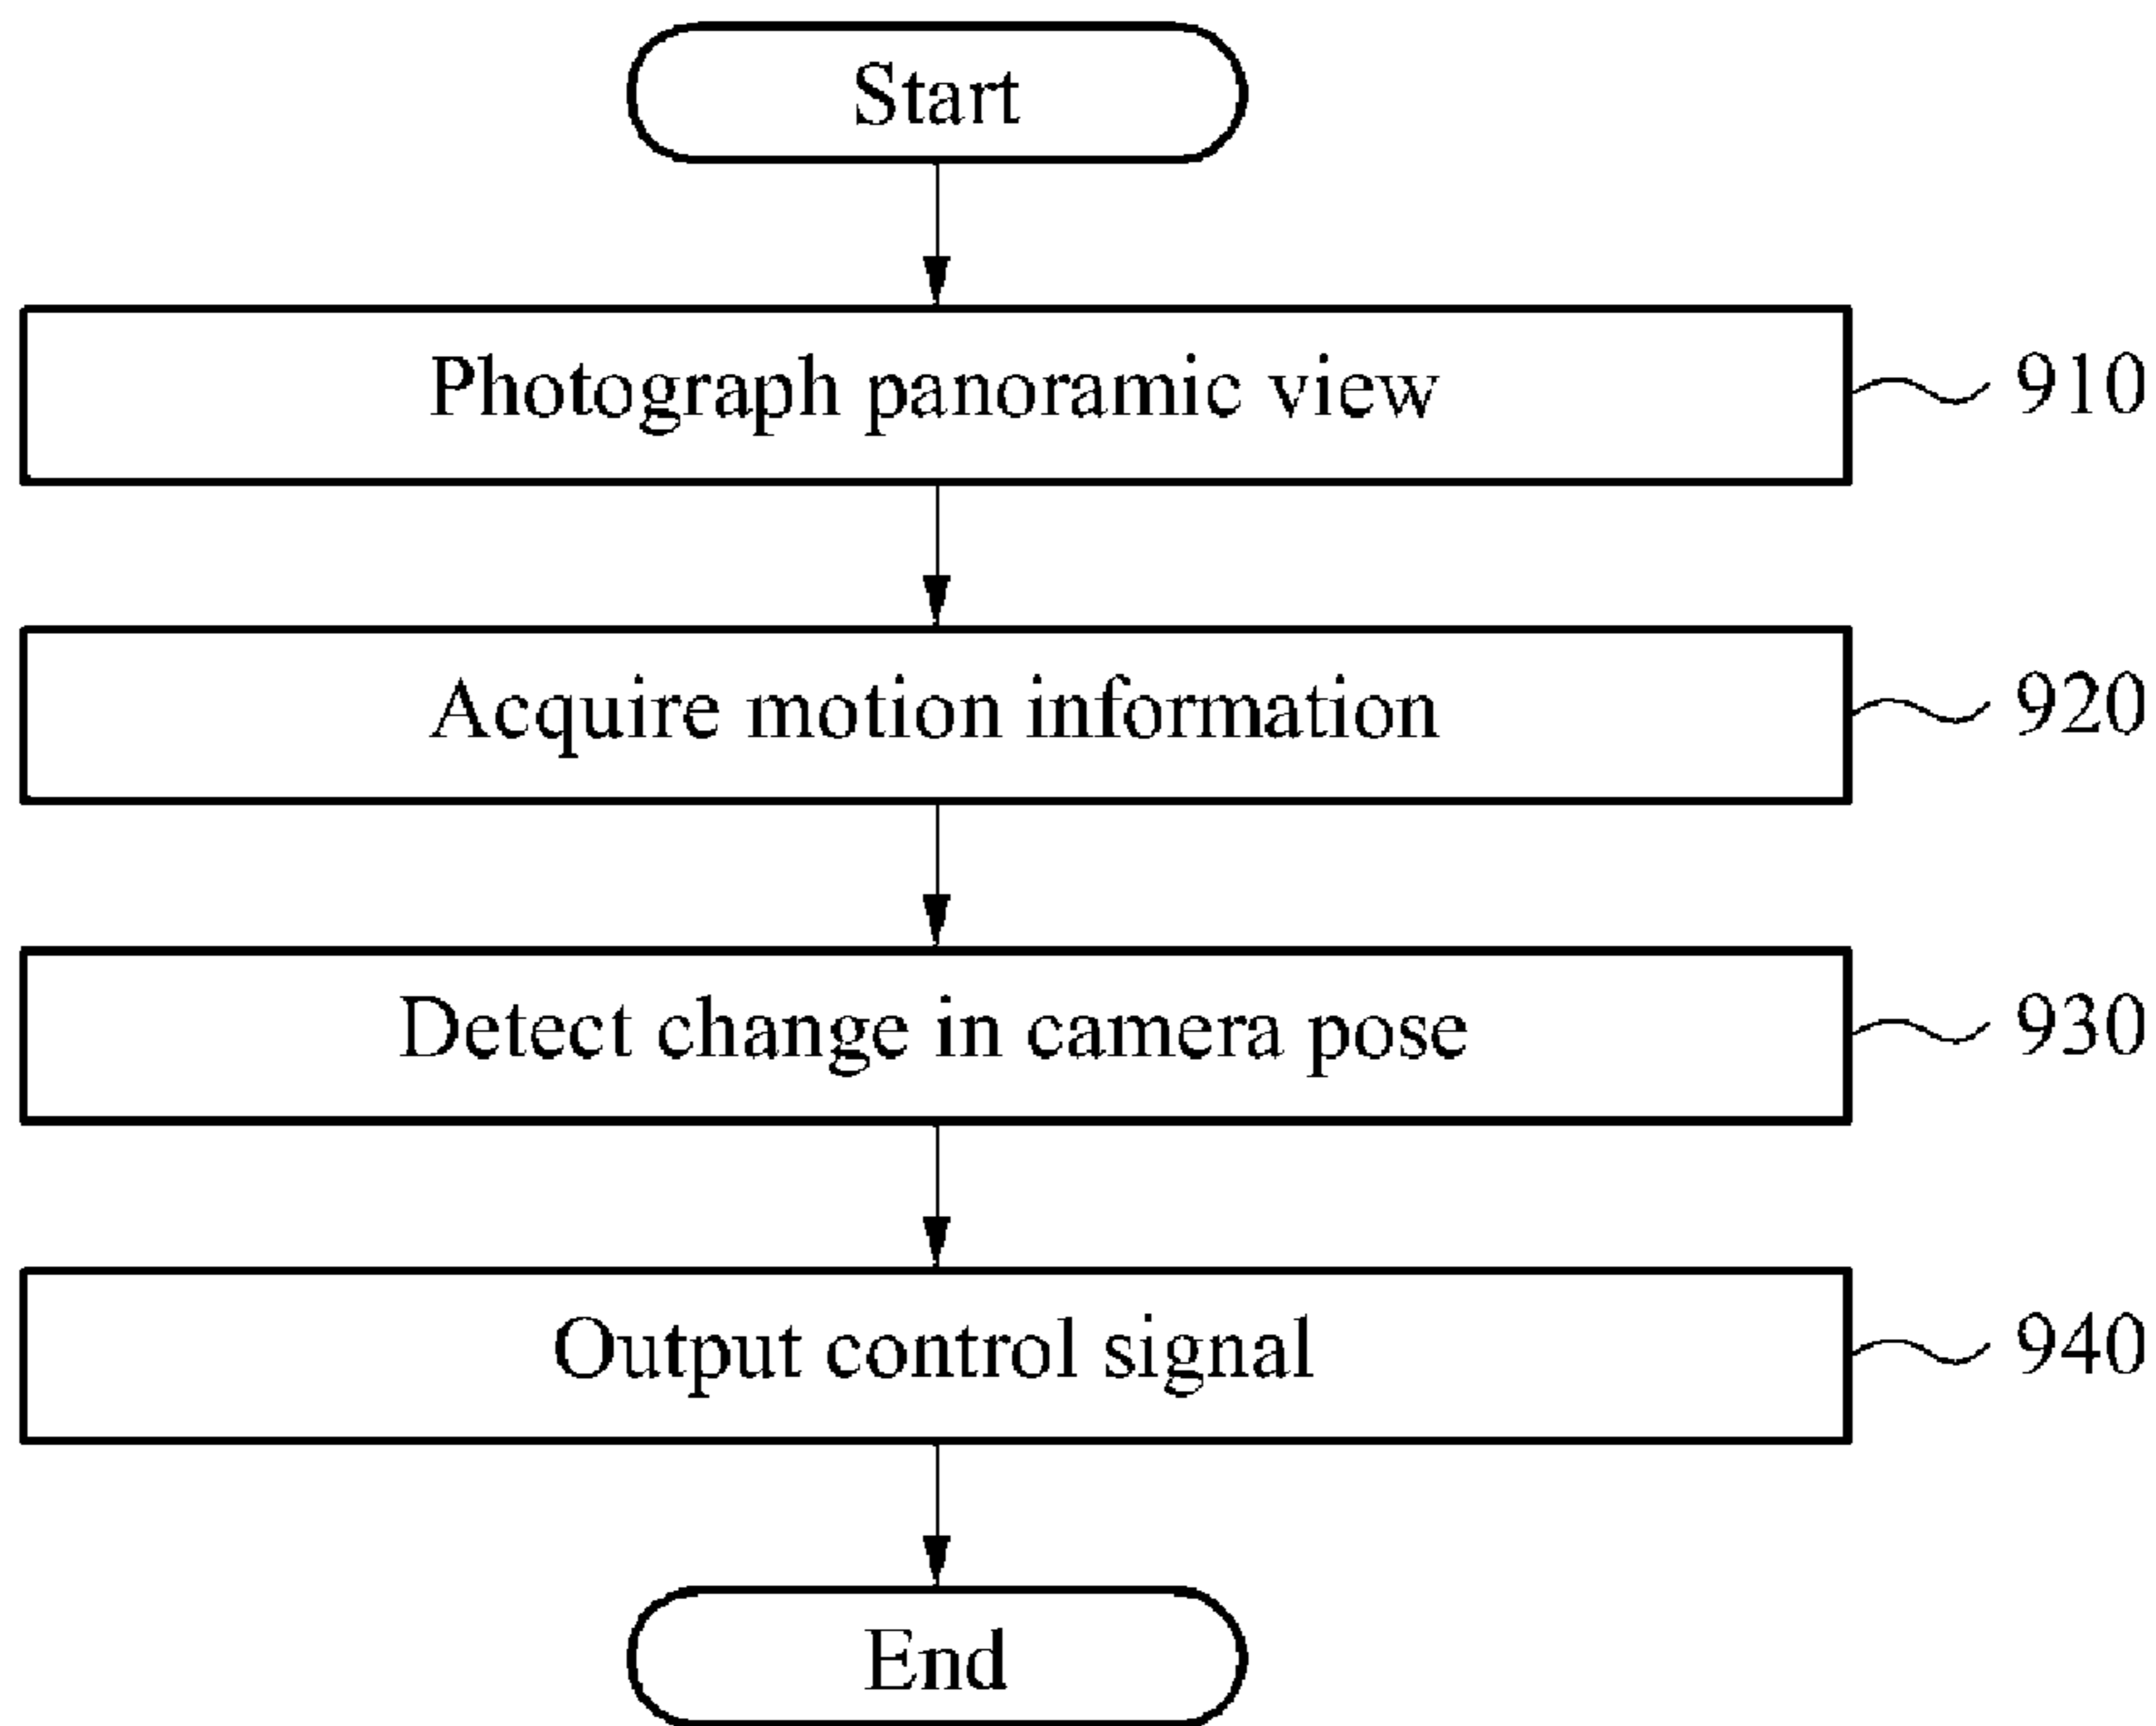 Start
Photograph panoramic view
910
Acquire motion information
920
Detect change in camera pose
930
Output control signal
940
End